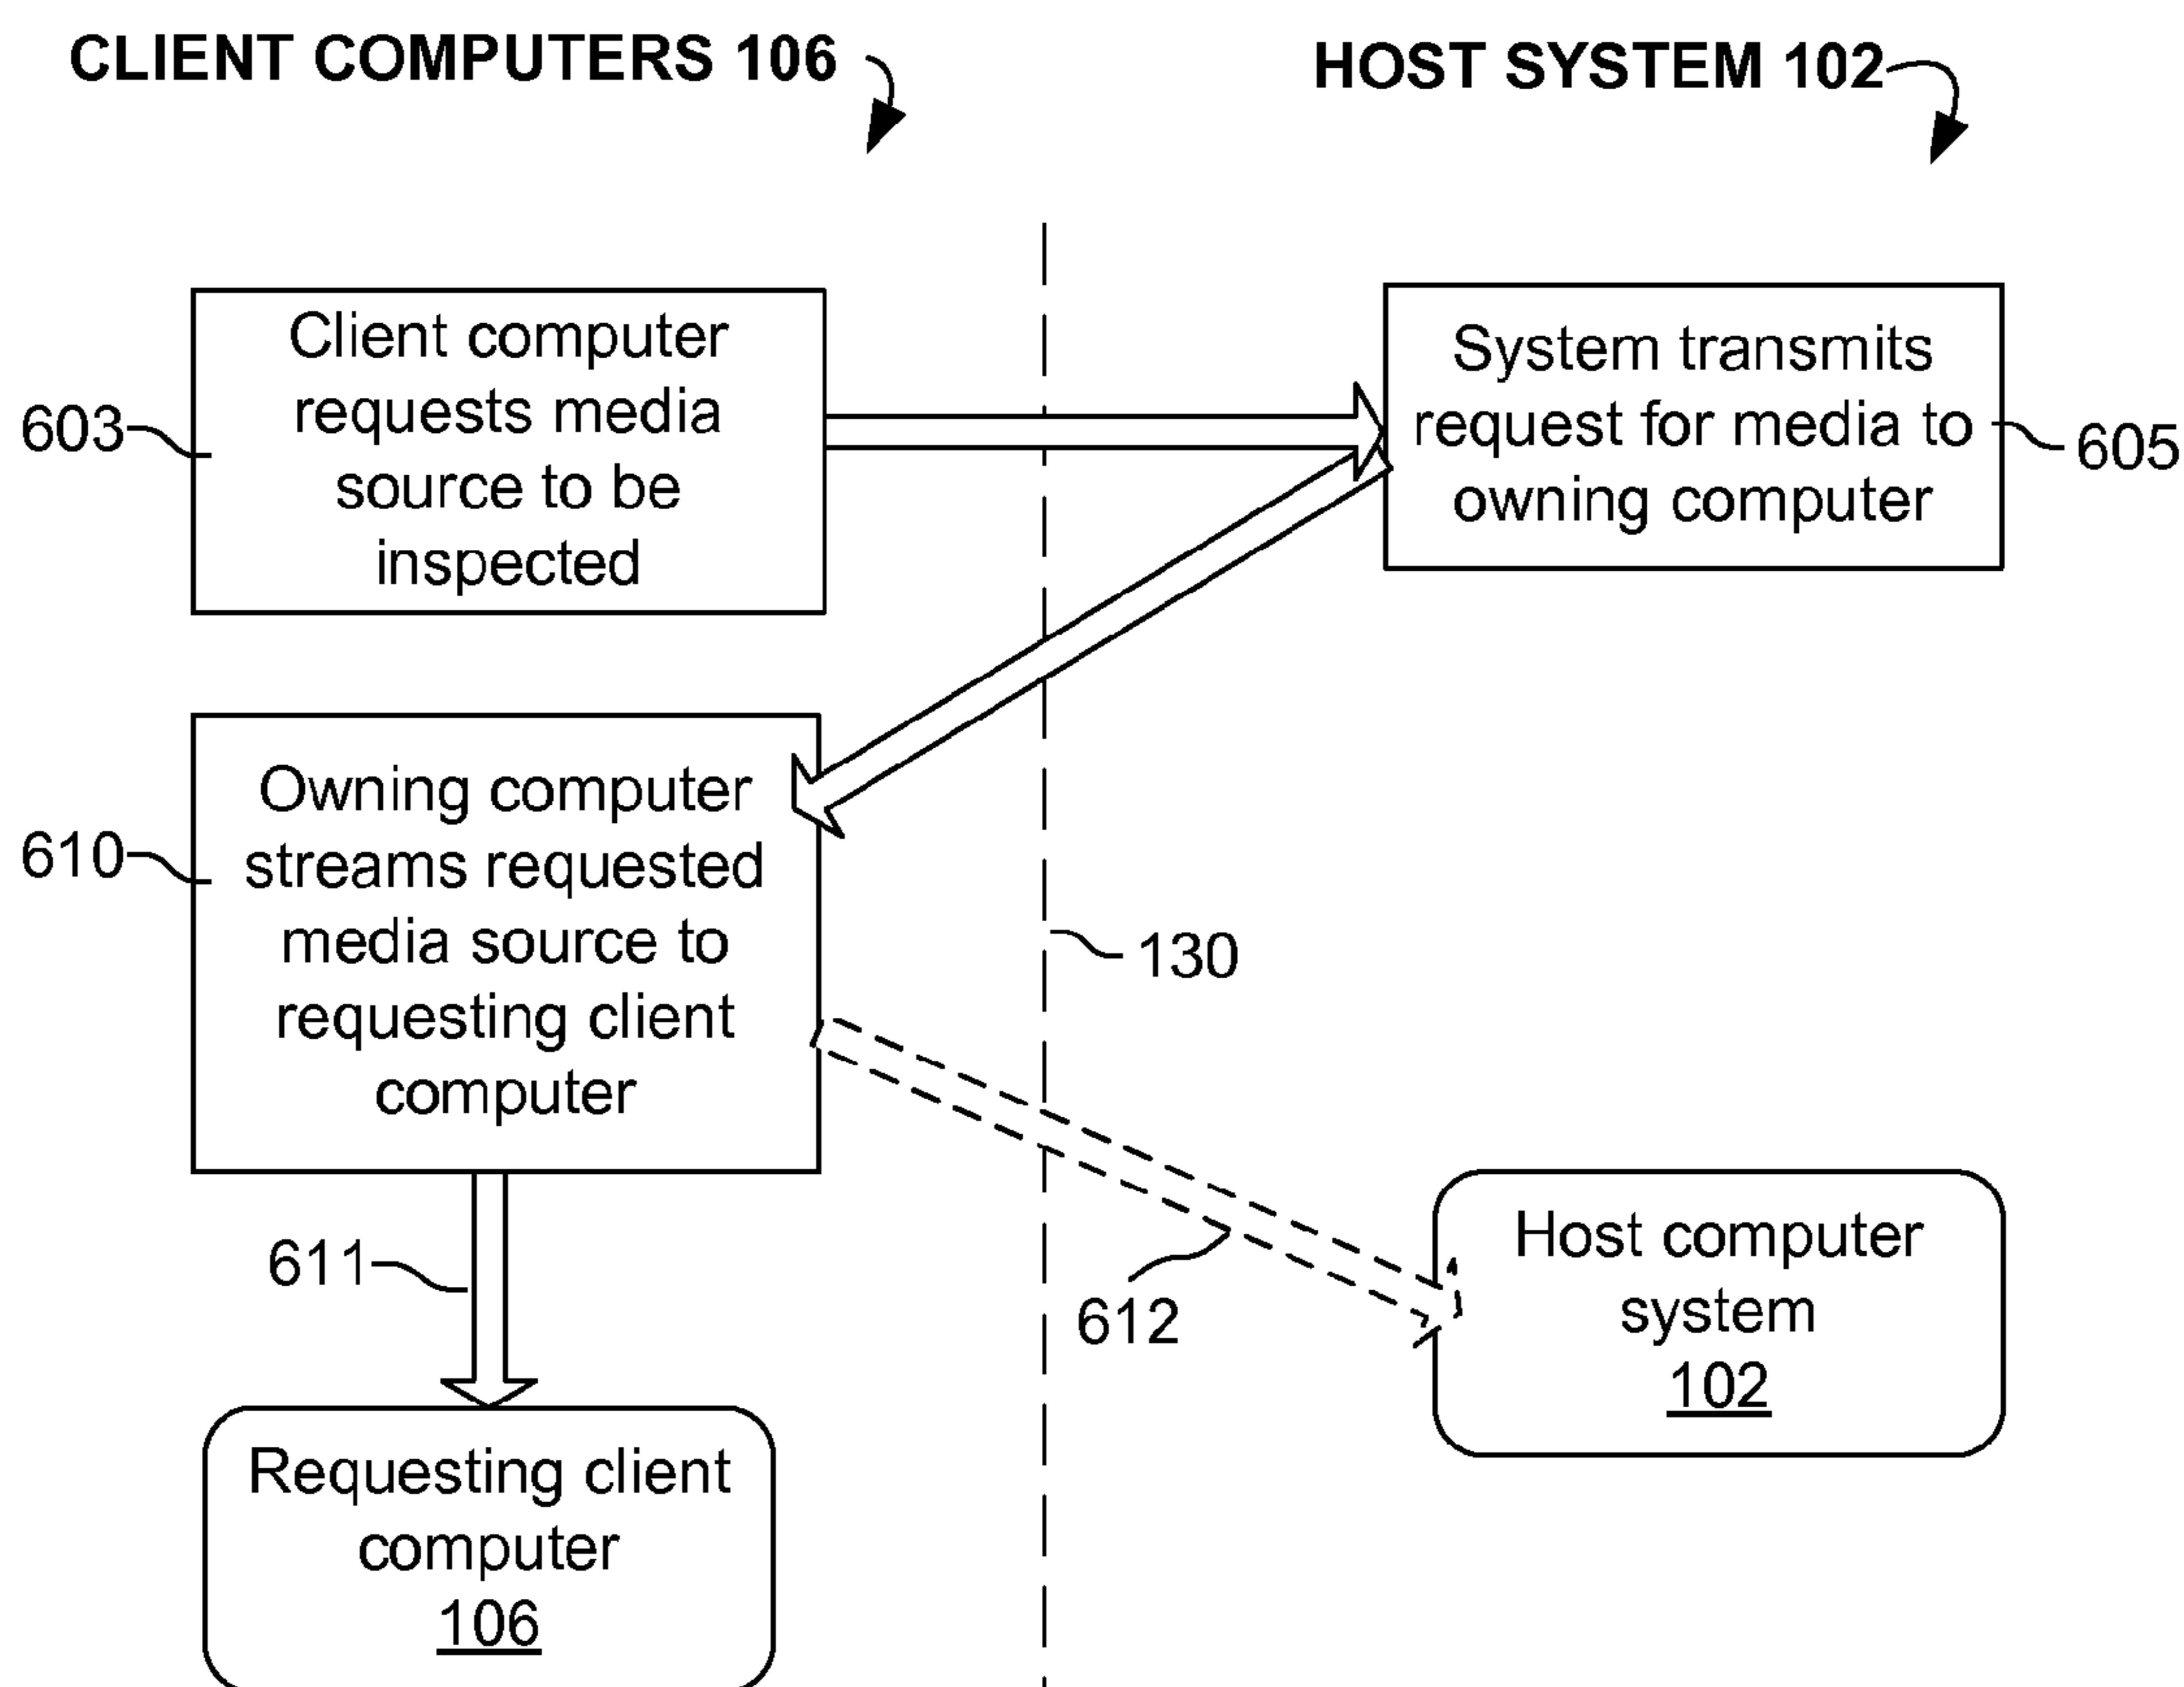 CLIENT COMPUTERS 106
HOST SYSTEM 102
Client computer
requests media
source to be
inspected
603
System transmits
request for media to
owning computer
605
Owning computer
streams requested
media source to
requesting client
computer
610
130
611
612
Host computer
system
102
Requesting client
computer
106